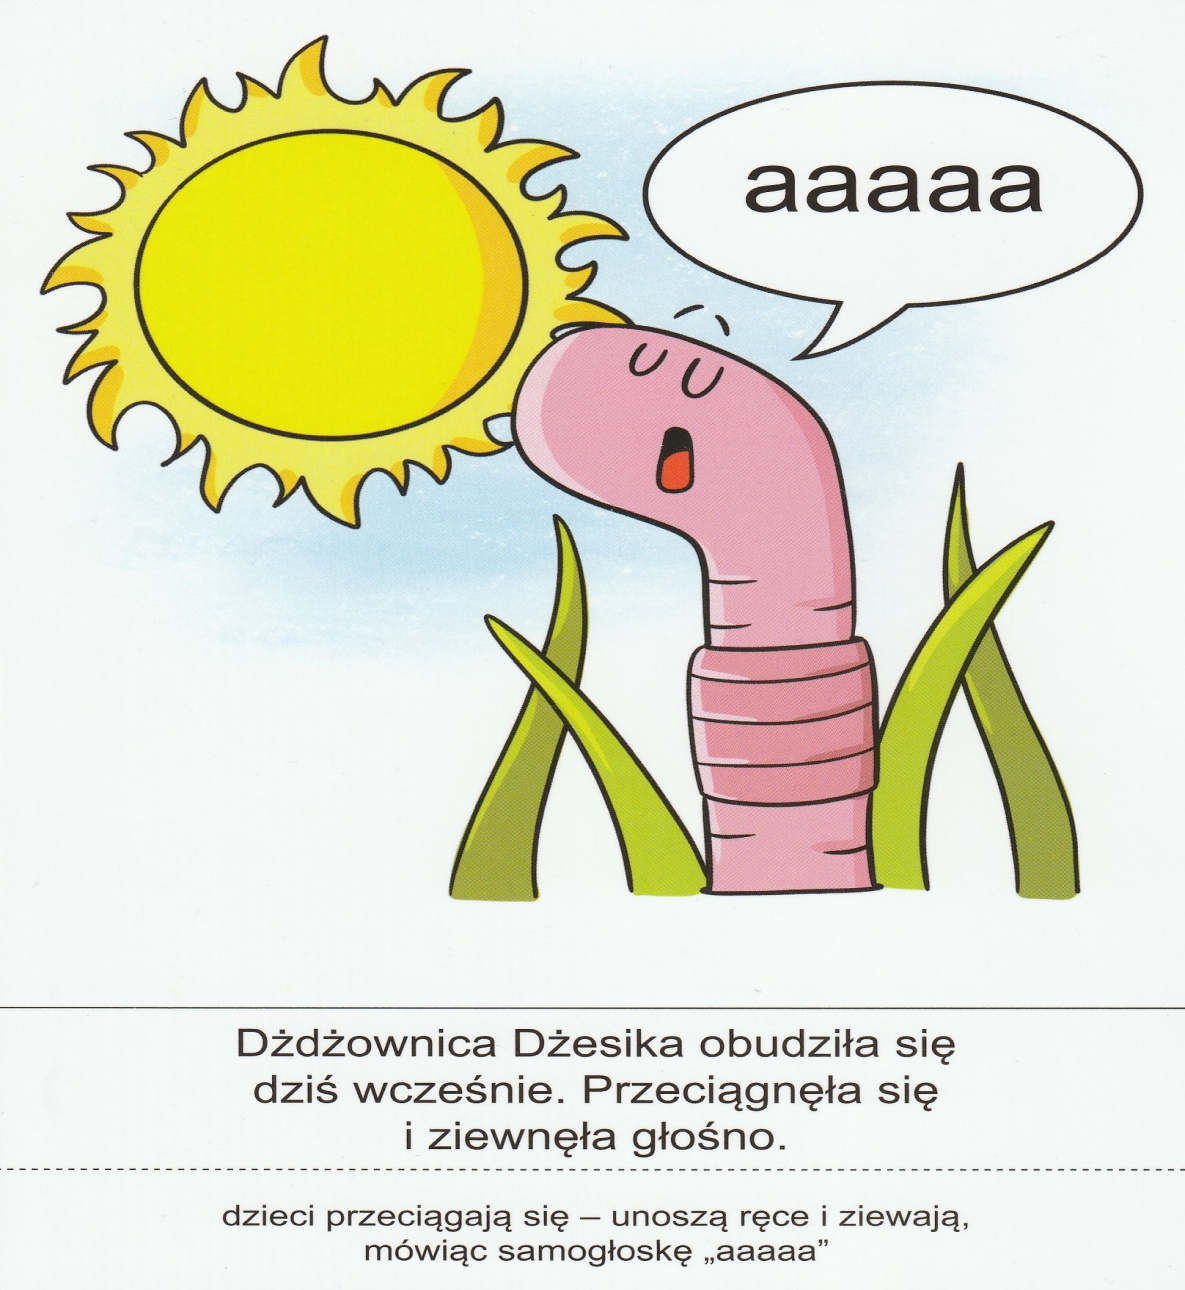 aaaaa
Dżdżownica Dżesika obudziła się
dziś wcześnie. Przeciągnęła się
i ziewnęła głośno.
dzieci przeciągają się – unoszą ręce i ziewają,
mówiąc samogłoskę „aaaaa”